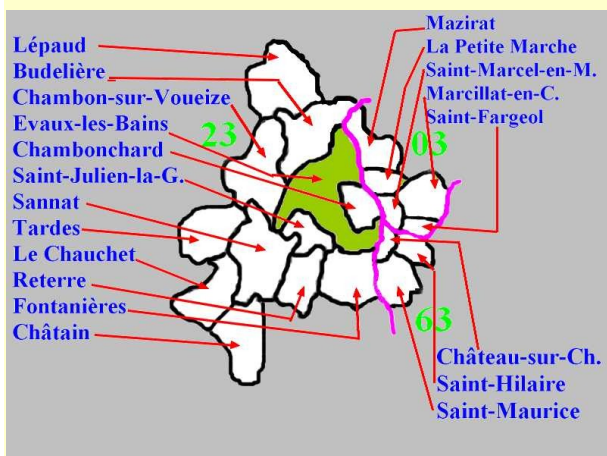 Lépaud
Budelière
Chambon-sur-Voueize
Evaux-les-Bains
Chambonchard
Saint-Julien-la-G.
Sannat
Tardes
Le Chauchet
Reterre
Fontanières
Châtain
23
Mazirat
La Petite Marche
Saint-Marcel-en-M.
Marcillat-en-C.
Saint-Fargeol
03
63
Château-sur-Ch.
Saint-Hilaire
Saint-Maurice